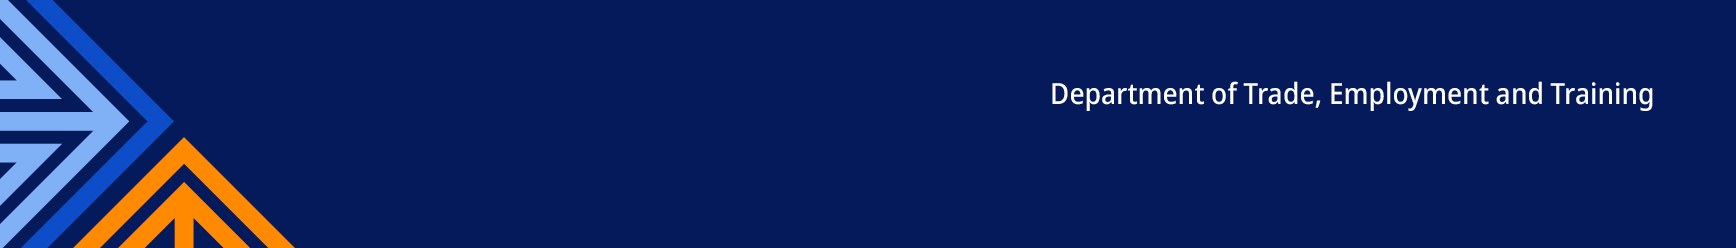 Department of Trade, Employment and Training